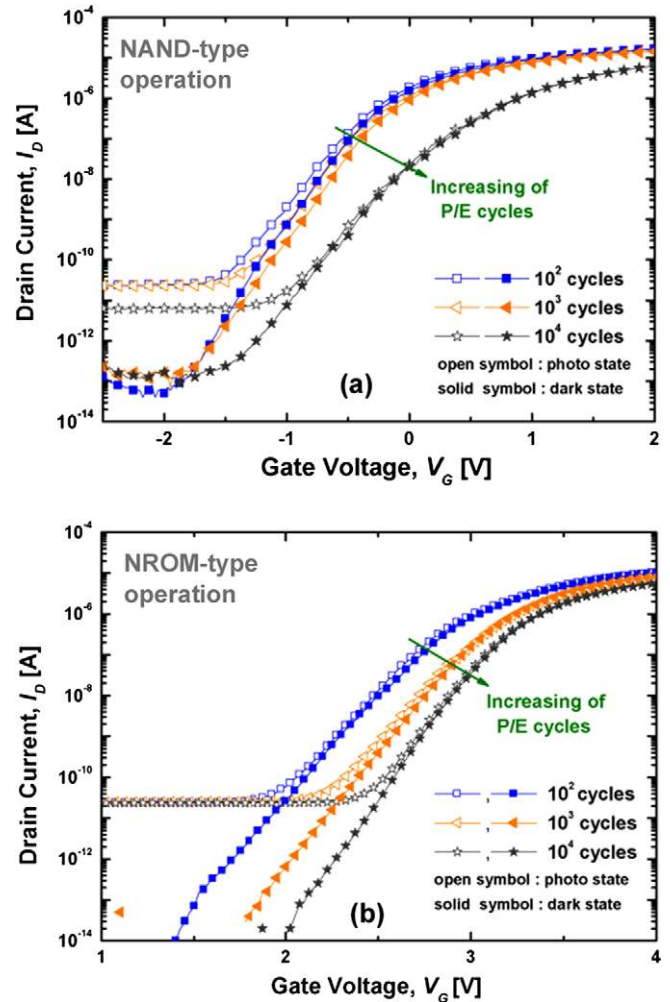 NAND-type
operation
Drain Current, I_D [A]
10⁻⁴
10⁻⁶
10⁻⁸
10⁻¹⁰
10⁻¹²
10⁻¹⁴
Increasing of
P/E cycles
10² cycles
10³ cycles
10⁴ cycles
open symbol : photo state
solid symbol : dark state
(a)
-2 -1 0 1 2
Gate Voltage, V_G [V]
NROM-type
operation
Drain Current, I_D [A]
10⁻⁴
10⁻⁶
10⁻⁸
10⁻¹⁰
10⁻¹²
10⁻¹⁴
Increasing of
P/E cycles
, 10² cycles
, 10³ cycles
, 10⁴ cycles
open symbol : photo state
solid symbol : dark state
(b)
1 2 3 4
Gate Voltage, V_G [V]